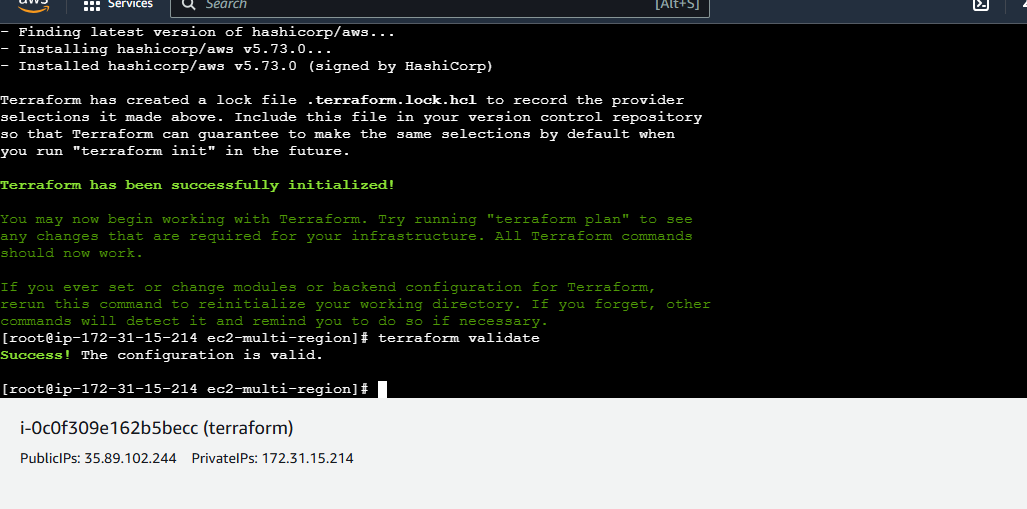 aws Services Search [Alt+S]
- Finding latest version of hashicorp/aws...
- Installing hashicorp/aws v5.73.0...
- Installed hashicorp/aws v5.73.0 (signed by HashiCorp)
Terraform has created a lock file .terraform.lock.hcl to record the provider
selections it made above. Include this file in your version control repository
so that Terraform can guarantee to make the same selections by default when
you run "terraform init" in the future.
Terraform has been successfully initialized!
You may now begin working with Terraform. Try running "terraform plan" to see
any changes that are required for your infrastructure. All Terraform commands
should now work.
If you ever set or change modules or backend configuration for Terraform,
rerun this command to reinitialize your working directory. If you forget, other
commands will detect it and remind you to do so if necessary.
[root@ip-172-31-15-214 ec2-multi-region]# terraform validate
Success! The configuration is valid.
[root@ip-172-31-15-214 ec2-multi-region]#
i-0c0f309e162b5becc (terraform)
PublicIPs: 35.89.102.244 PrivateIPs: 172.31.15.214